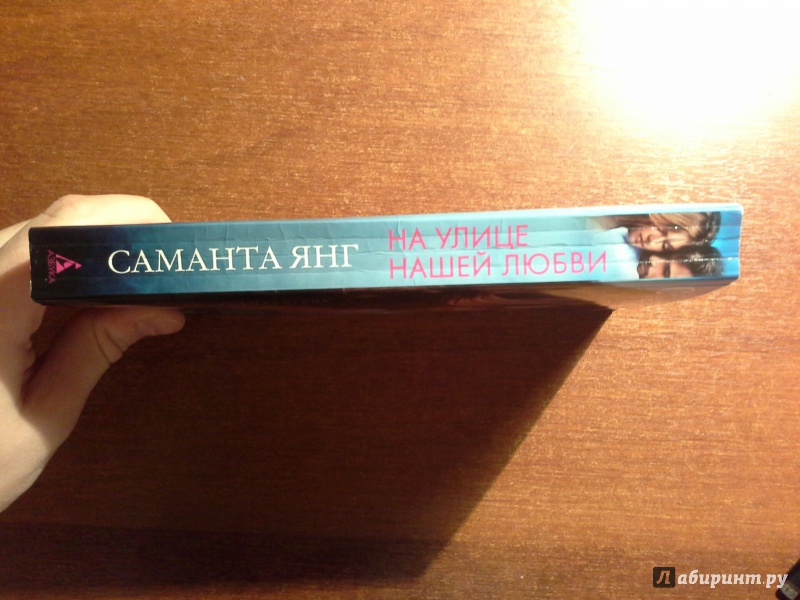 АЗБУКА
САМАНТА ЯНГ
НА УЛИЦЕ
НАШЕЙ ЛЮБВИ
Лабиринт.ру